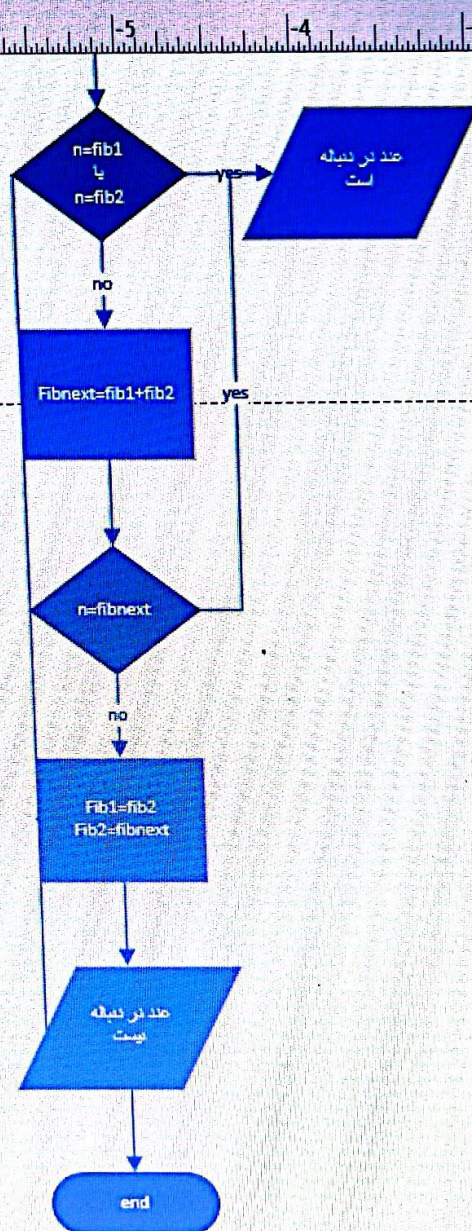 -5
-4
n=fib1
یا
n=fib2
yes
عدد در دنباله
است
no
Fibnext=fib1+fib2
yes
n=fibnext
no
Fib1=fib2
Fib2=fibnext
عدد در دنباله
نیست
end